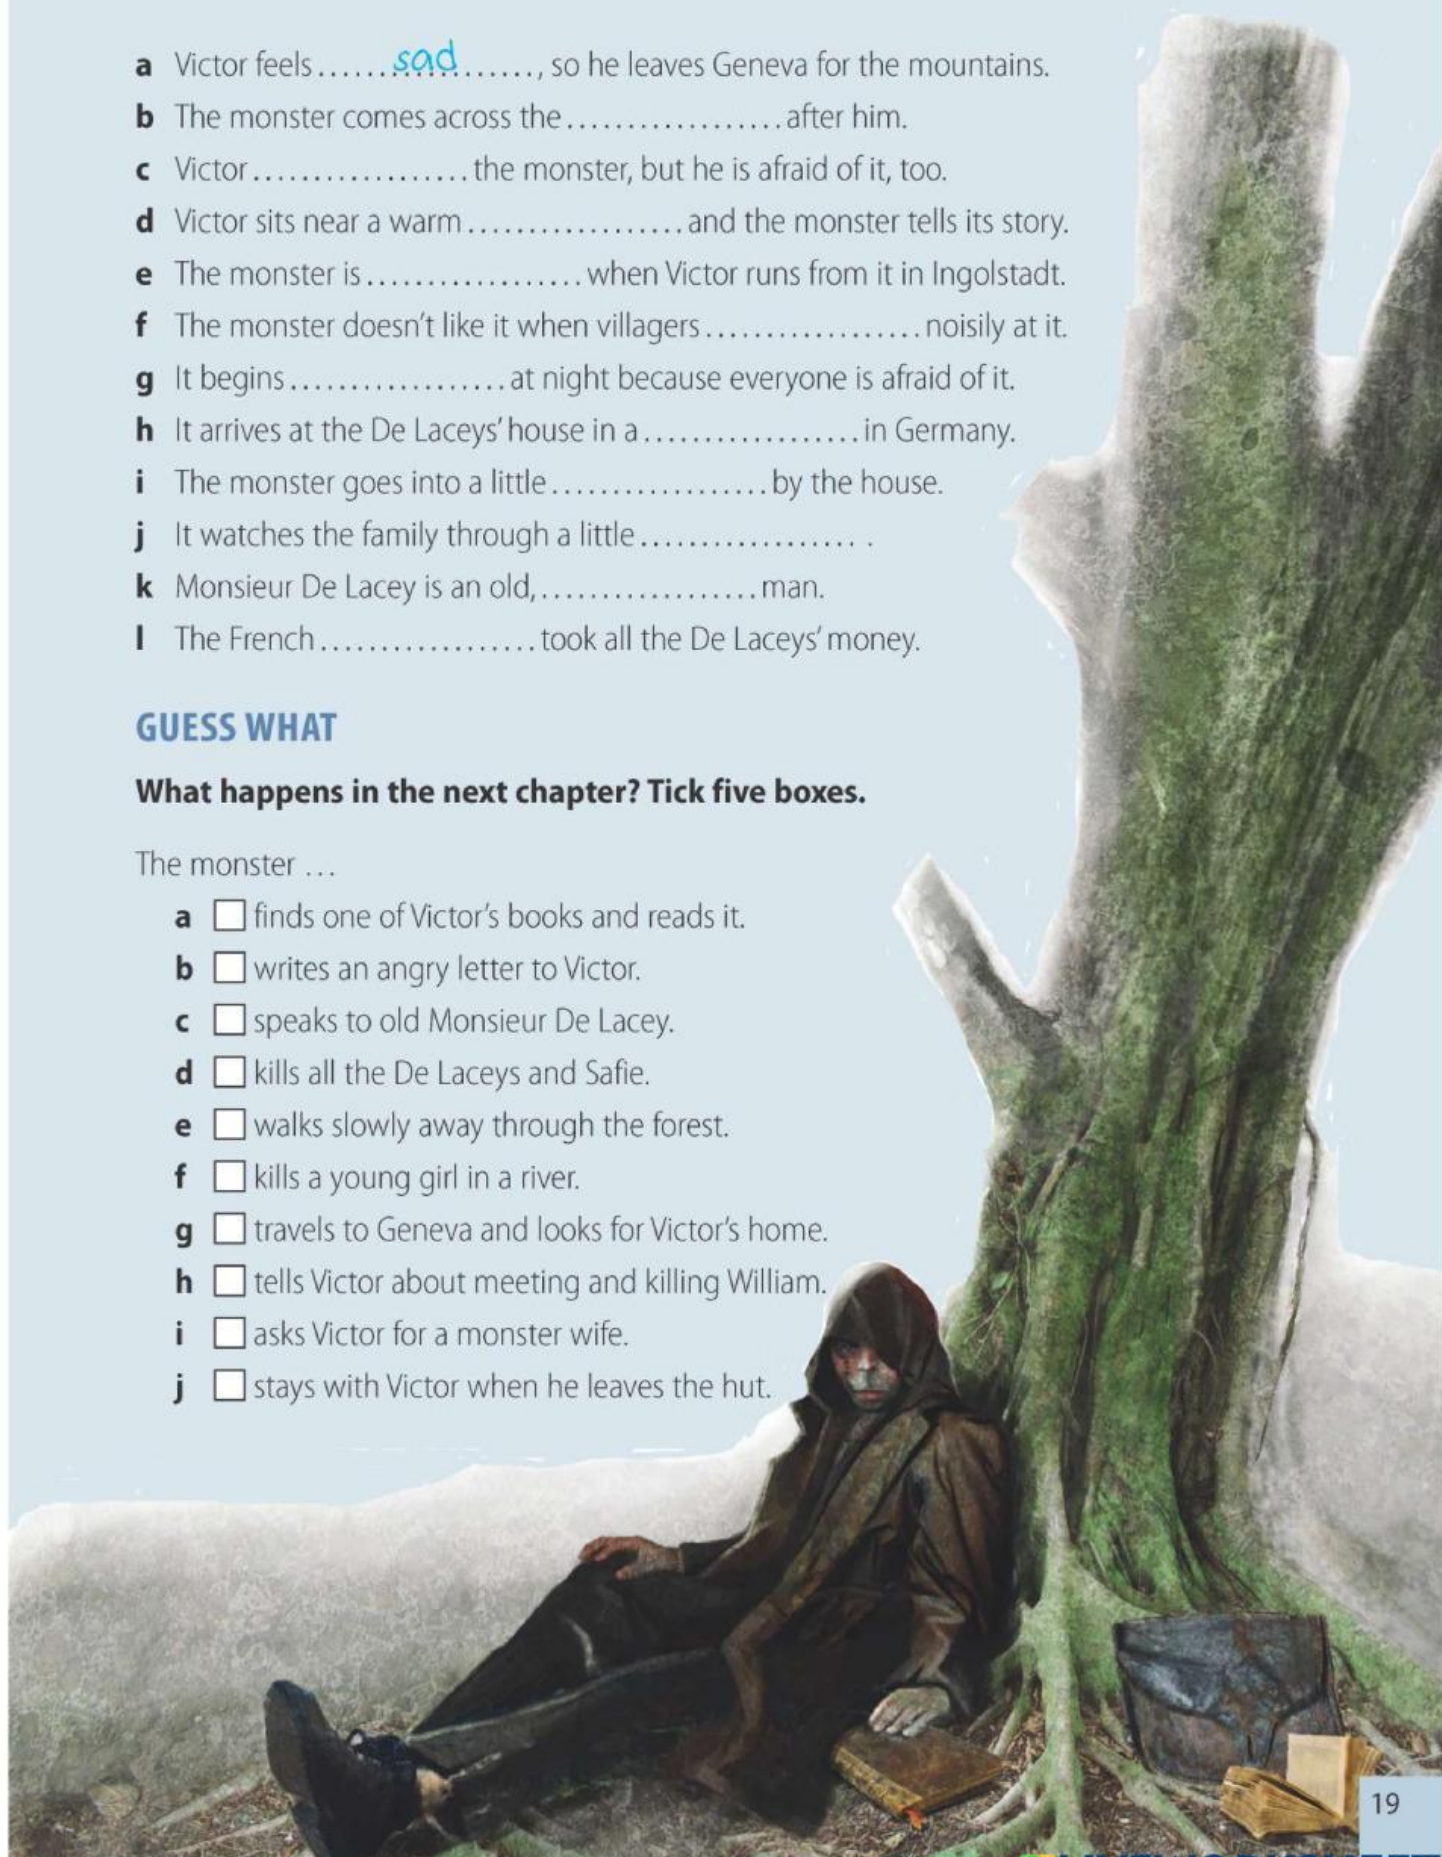 a Victor feels ......sad......, so he leaves Geneva for the mountains.
b The monster comes across the .................. after him.
c Victor .................. the monster, but he is afraid of it, too.
d Victor sits near a warm .................. and the monster tells its story.
e The monster is .................. when Victor runs from it in Ingolstadt.
f The monster doesn't like it when villagers .................. noisily at it.
g It begins .................. at night because everyone is afraid of it.
h It arrives at the De Laceys' house in a .................. in Germany.
i The monster goes into a little .................. by the house.
j It watches the family through a little .................. .
k Monsieur De Lacey is an old, .................. man.
l The French .................. took all the De Laceys' money.
GUESS WHAT
What happens in the next chapter? Tick five boxes.
The monster ...
a finds one of Victor's books and reads it.
b writes an angry letter to Victor.
c speaks to old Monsieur De Lacey.
d kills all the De Laceys and Safie.
e walks slowly away through the forest.
f kills a young girl in a river.
g travels to Geneva and looks for Victor's home.
h tells Victor about meeting and killing William.
i asks Victor for a monster wife.
j stays with Victor when he leaves the hut.
19